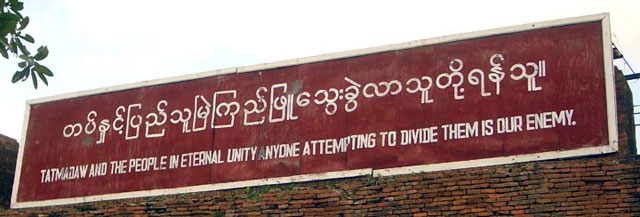 တပ်နှင့်ပြည်သူမြဲကြည်ဖြူသွေးခွဲလာသူတို့ရန်သူ။
TATMADAW AND THE PEOPLE IN ETERNAL UNITY ANYONE ATTEMPTING TO DIVIDE THEM IS OUR ENEMY.